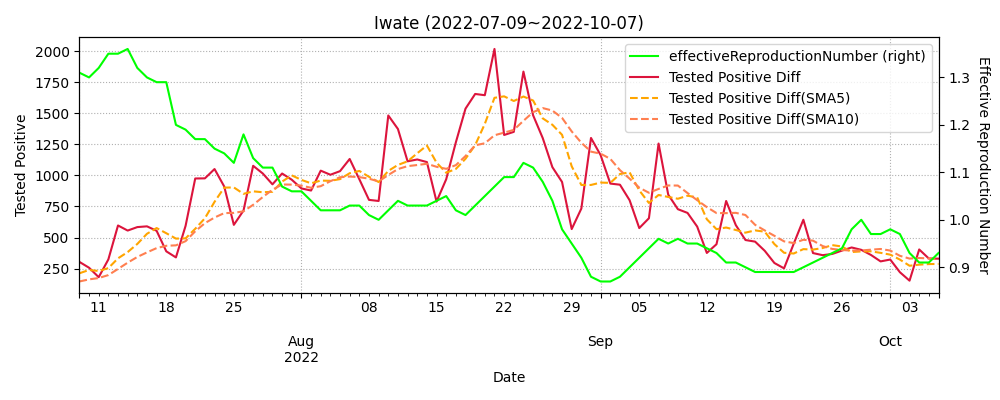 Iwate (2022-07-09~2022-10-07)
effectiveReproductionNumber (right)
Tested Positive Diff
Tested Positive Diff(SMA5)
Tested Positive Diff(SMA10)
Tested Positive
2000
1750
1500
1250
1000
750
500
250
1.3
1.2
1.1
1.0
0.9
Effective Reproduction Number
11 18 25 08 15 22 29 05 12 19 26 03
Aug Sep Oct
2022
Date